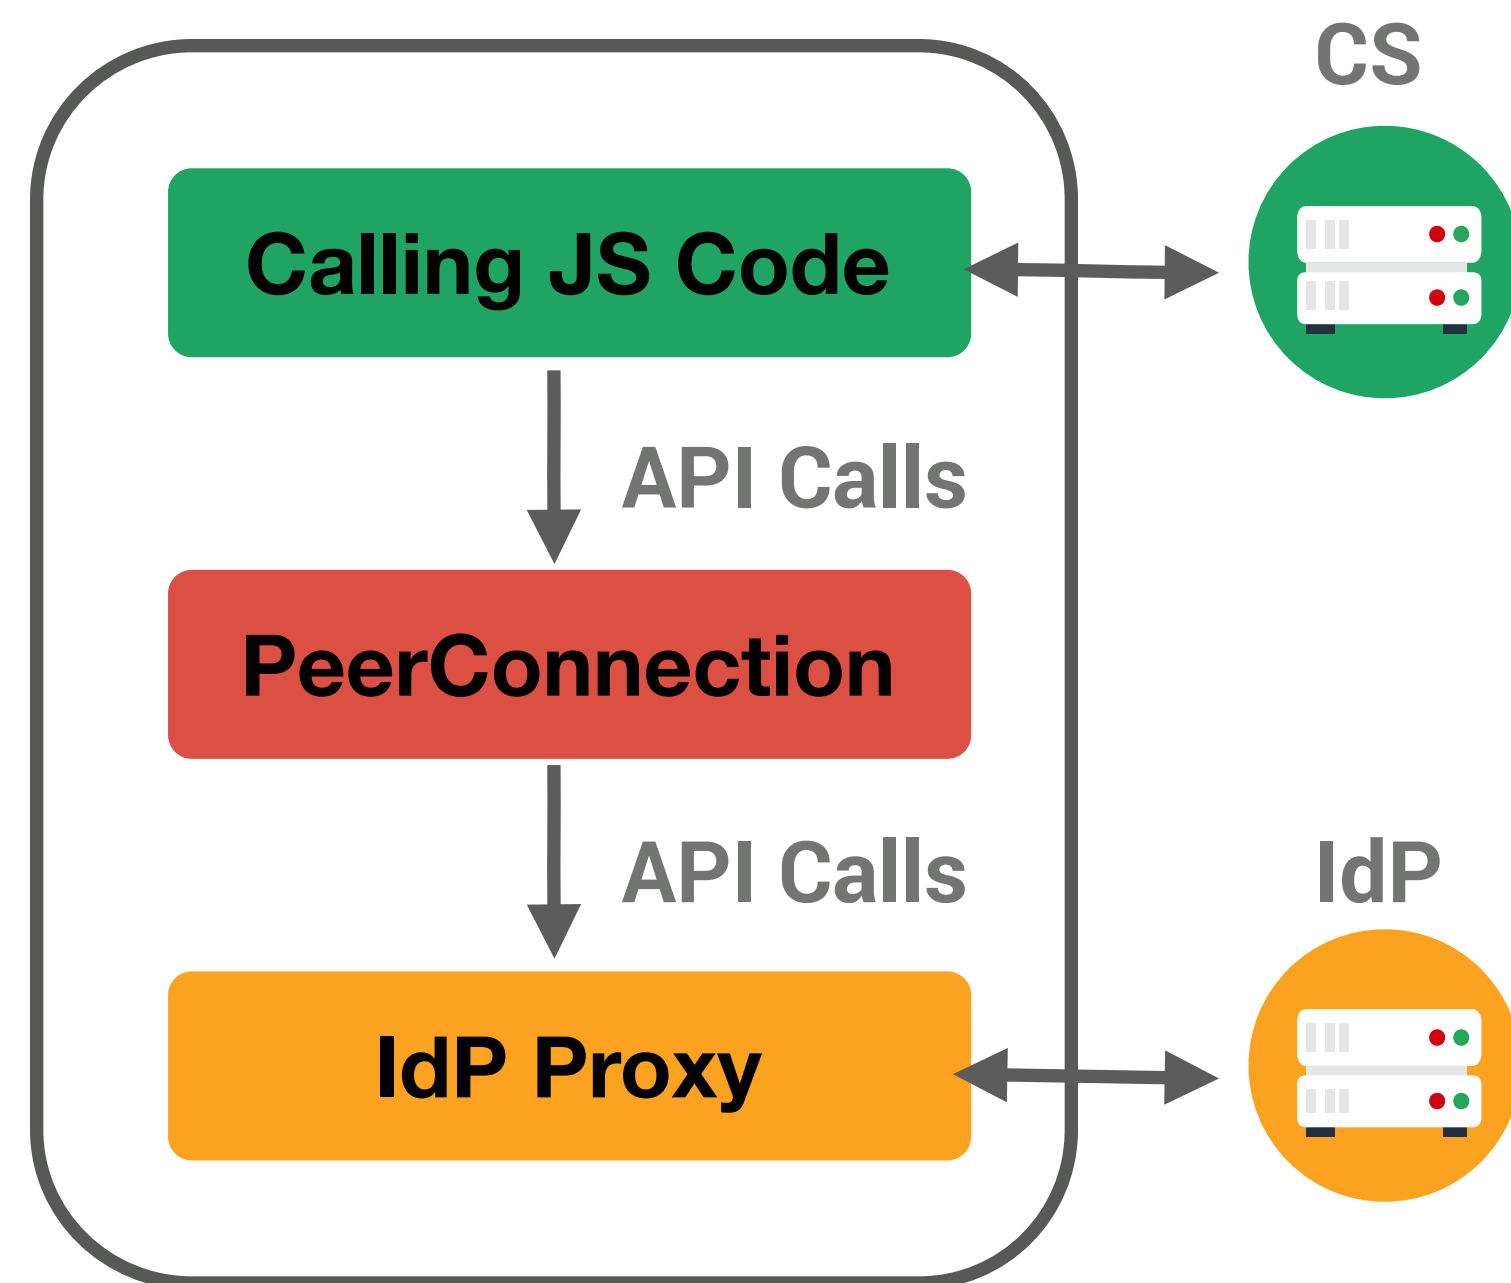 CS
Calling JS Code
API Calls
PeerConnection
API Calls
IdP
IdP Proxy